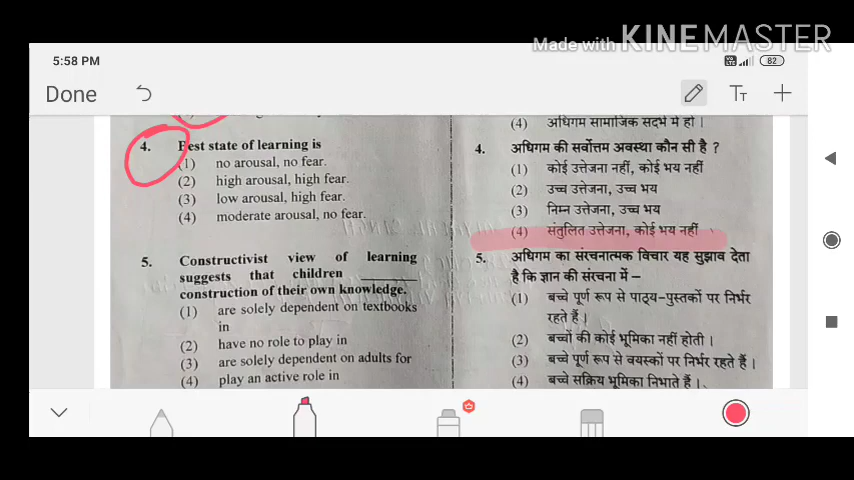 Made with KINEMASTER
5:58 PM
82
Done
4. Best state of learning is
(1) no arousal, no fear.
(2) high arousal, high fear.
(3) low arousal, high fear.
(4) moderate arousal, no fear.
5. Constructivist view of learning
suggests that children ________
construction of their own knowledge.
(1) are solely dependent on textbooks
in
(2) have no role to play in
(3) are solely dependent on adults for
(4) play an active role in
(4) अधिगम सामाजिक संदर्भ में हो ।
4. अधिगम की सर्वोत्तम अवस्था कौन सी है ?
(1) कोई उत्तेजना नहीं, कोई भय नहीं
(2) उच्च उत्तेजना, उच्च भय
(3) निम्न उत्तेजना, उच्च भय
(4) संतुलित उत्तेजना, कोई भय नहीं
5. अधिगम का संरचनात्मक विचार यह सुझाव देता
है कि ज्ञान की संरचना में –
(1) बच्चे पूर्ण रूप से पाठ्य-पुस्तकों पर निर्भर
रहते हैं ।
(2) बच्चों की कोई भूमिका नहीं होती ।
(3) बच्चे पूर्ण रूप से वयस्कों पर निर्भर रहते हैं ।
(4) बच्चे सक्रिय भूमिका निभाते हैं ।